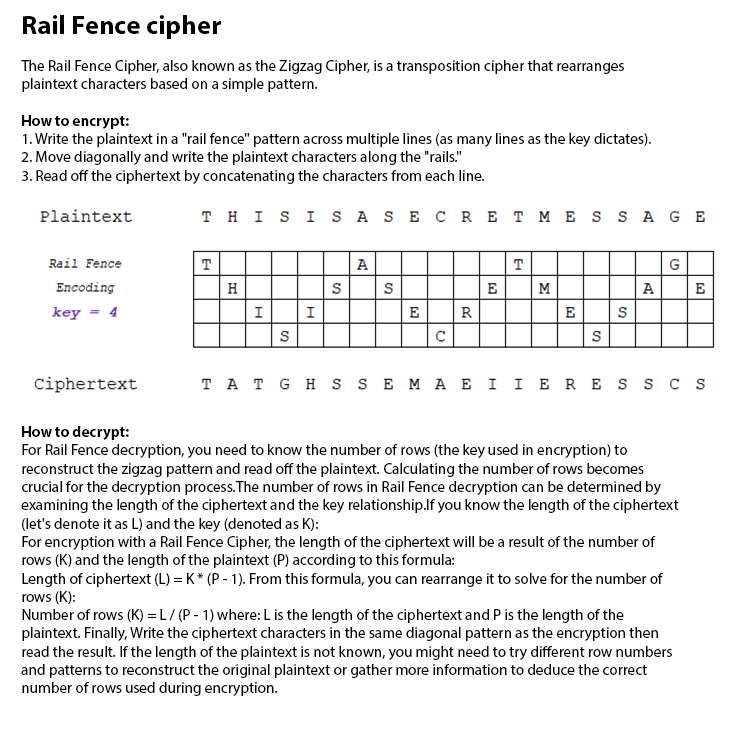 Rail Fence cipher
The Rail Fence Cipher, also known as the Zigzag Cipher, is a transposition cipher that rearranges
plaintext characters based on a simple pattern.
How to encrypt:
1. Write the plaintext in a "rail fence" pattern across multiple lines (as many lines as the key dictates).
2. Move diagonally and write the plaintext characters along the "rails."
3. Read off the ciphertext by concatenating the characters from each line.
Plaintext T H I S I S A S E C R E T M E S S A G E
Rail Fence T A T G
Encoding H S S E M A E
key = 4 I I E R E S
S C S
Ciphertext T A T G H S S E M A E I I E R E S S C S
How to decrypt:
For Rail Fence decryption, you need to know the number of rows (the key used in encryption) to
reconstruct the zigzag pattern and read off the plaintext. Calculating the number of rows becomes
crucial for the decryption process.The number of rows in Rail Fence decryption can be determined by
examining the length of the ciphertext and the key relationship.If you know the length of the ciphertext
(let's denote it as L) and the key (denoted as K):
For encryption with a Rail Fence Cipher, the length of the ciphertext will be a result of the number of
rows (K) and the length of the plaintext (P) according to this formula:
Length of ciphertext (L) = K * (P - 1). From this formula, you can rearrange it to solve for the number of
rows (K):
Number of rows (K) = L / (P - 1) where: L is the length of the ciphertext and P is the length of the
plaintext. Finally, Write the ciphertext characters in the same diagonal pattern as the encryption then
read the result. If the length of the plaintext is not known, you might need to try different row numbers
and patterns to reconstruct the original plaintext or gather more information to deduce the correct
number of rows used during encryption.